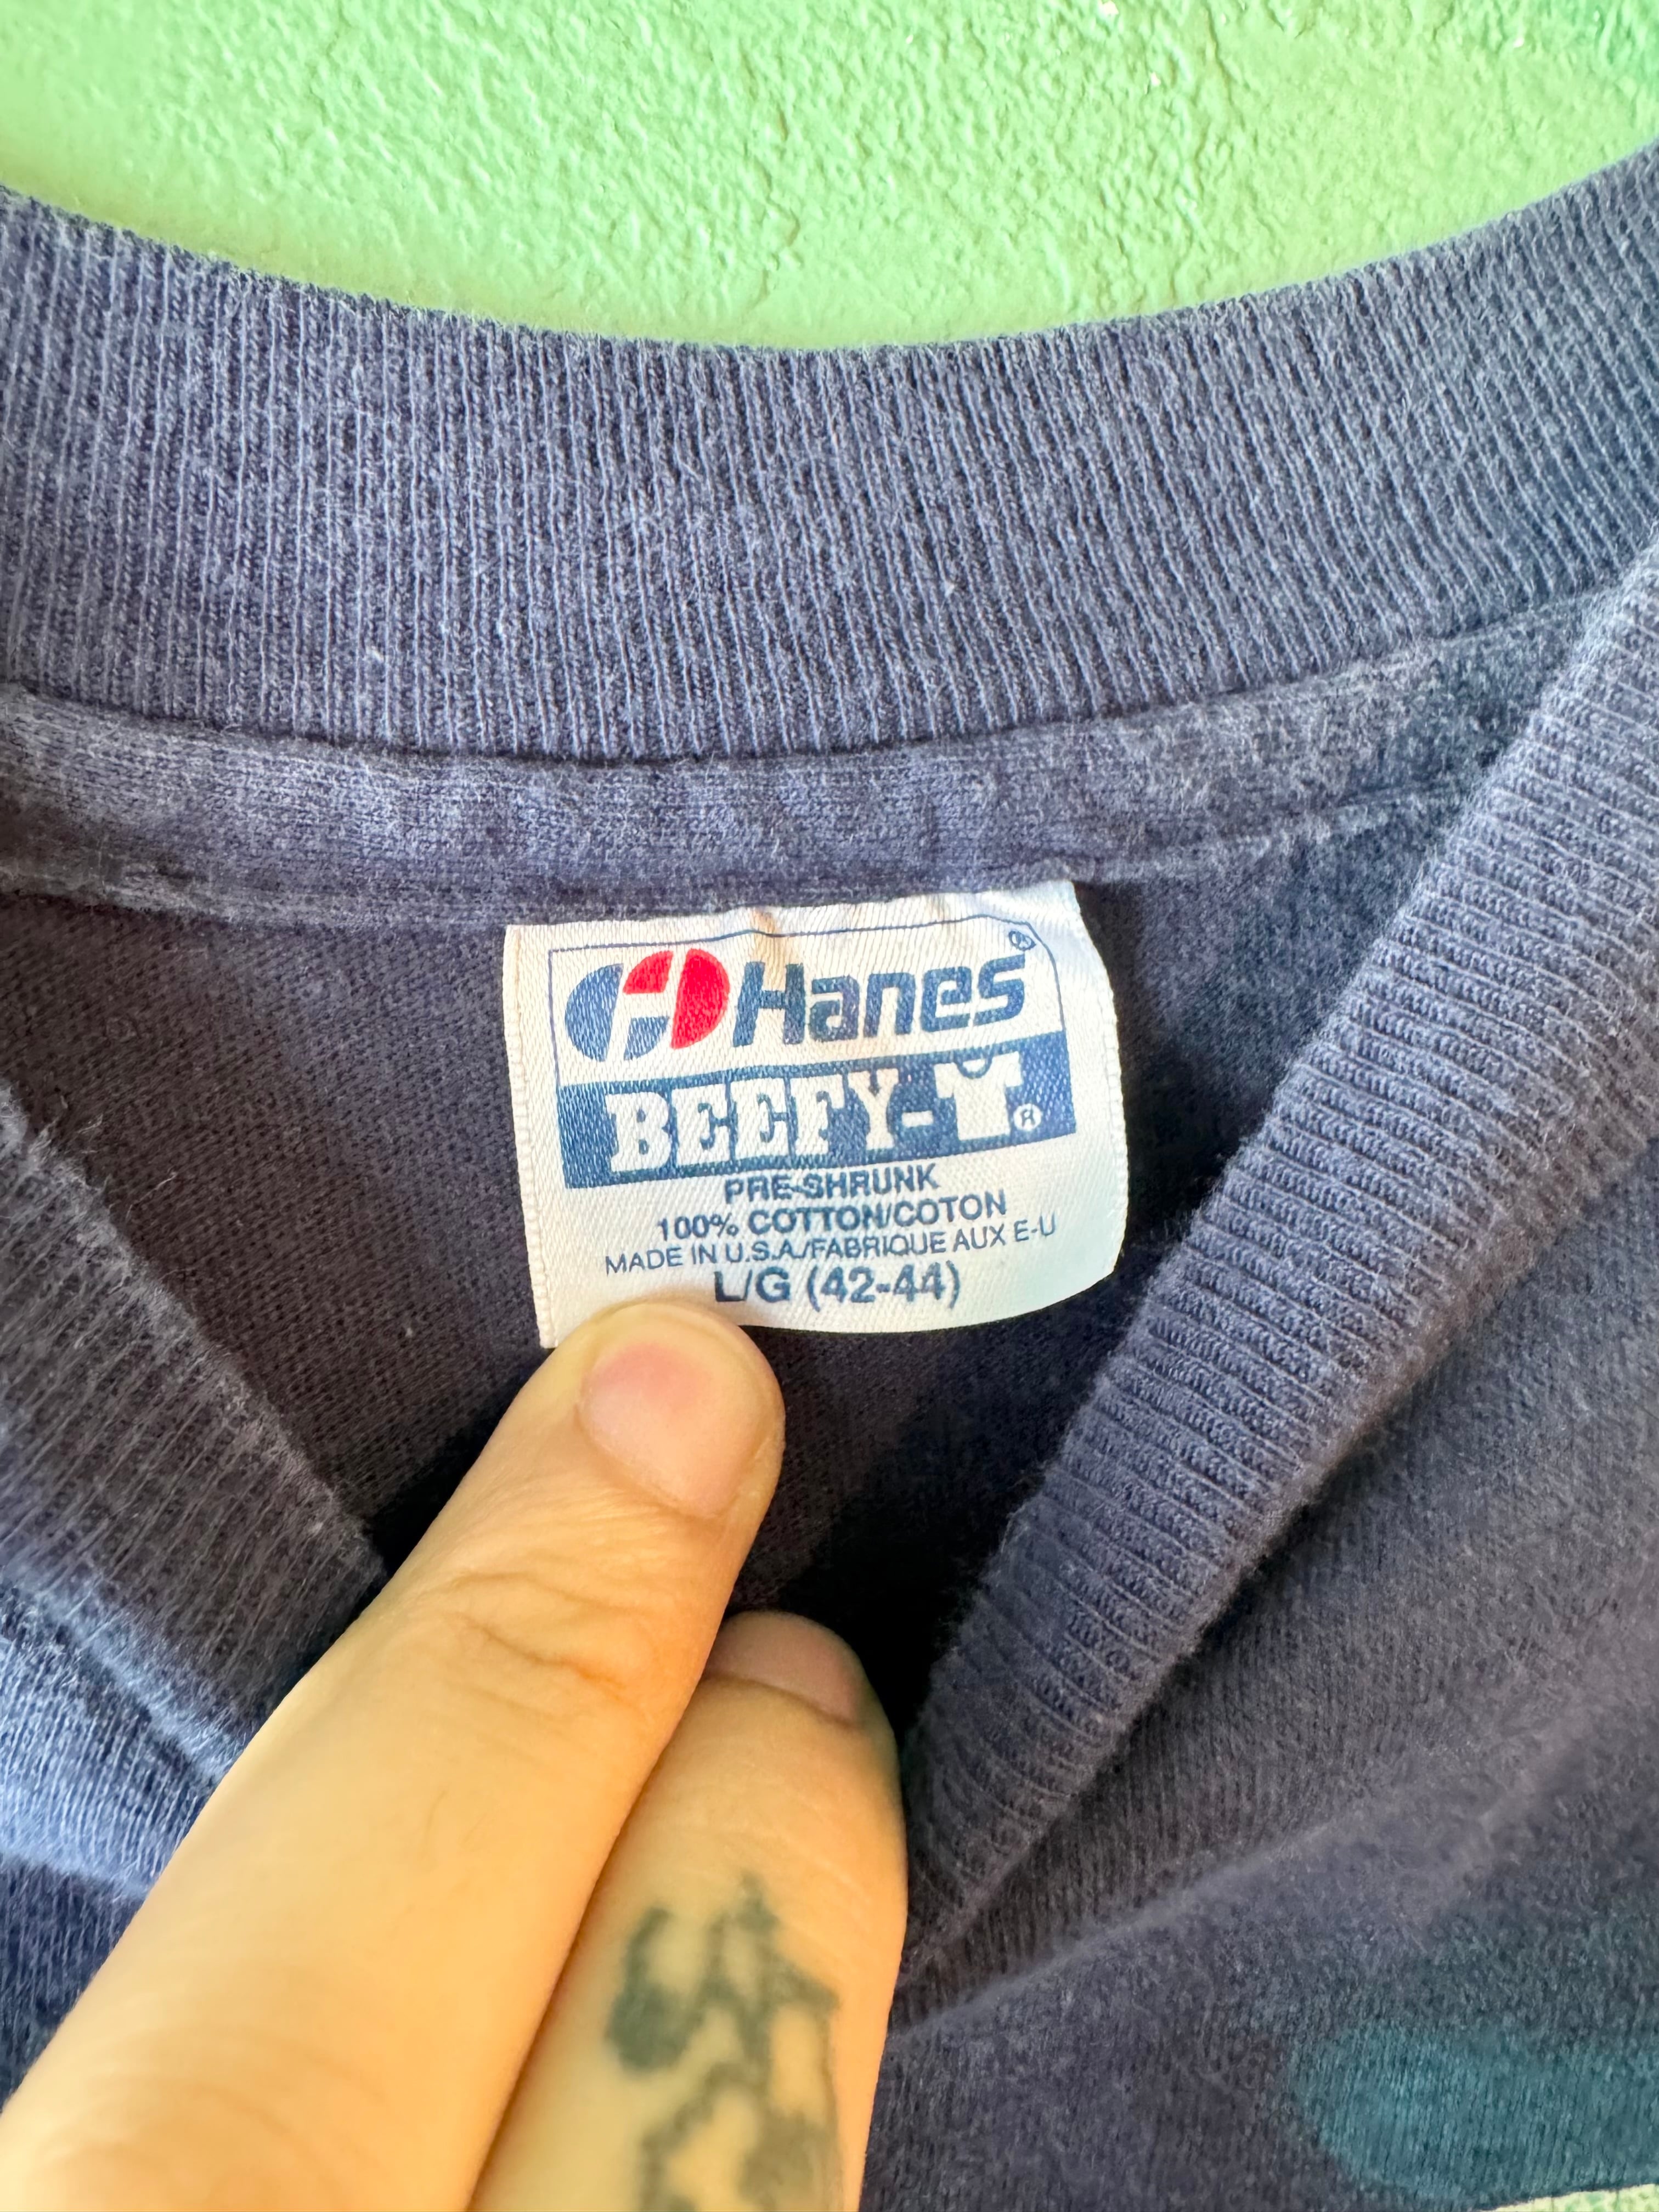 Hanes®
BEEFY-T®
PRE-SHRUNK
100% COTTON/COTON
MADE IN U.S.A./FABRIQUE AUX E-U
L/G (42-44)